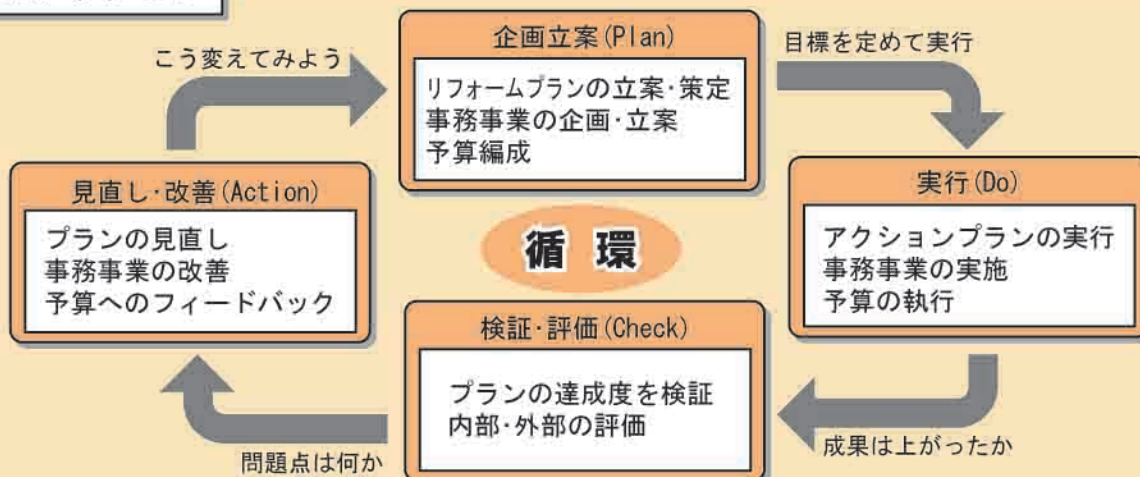 企画立案(Plan)
リフォームプランの立案・策定
事務事業の企画・立案
予算編成
目標を定めて実行
実行(Do)
アクションプランの実行
事務事業の実施
予算の執行
成果は上がったか
検証・評価(Check)
プランの達成度を検証
内部・外部の評価
問題点は何か
見直し・改善(Action)
プランの見直し
事務事業の改善
予算へのフィードバック
こう変えてみよう
循環